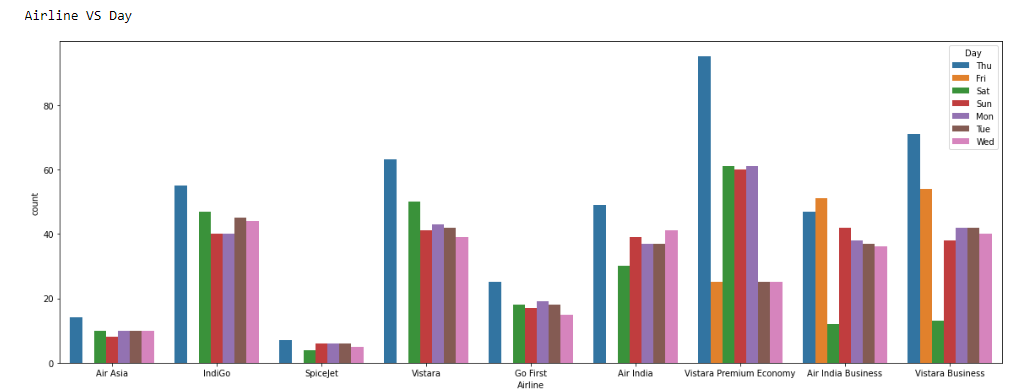 Airline VS Day
Day
Thu
Fri
Sat
Sun
Mon
Tue
Wed
80
60
40
20
0
count
Air Asia IndiGo SpiceJet Vistara Go First Air India Vistara Premium Economy Air India Business Vistara Business
Airline